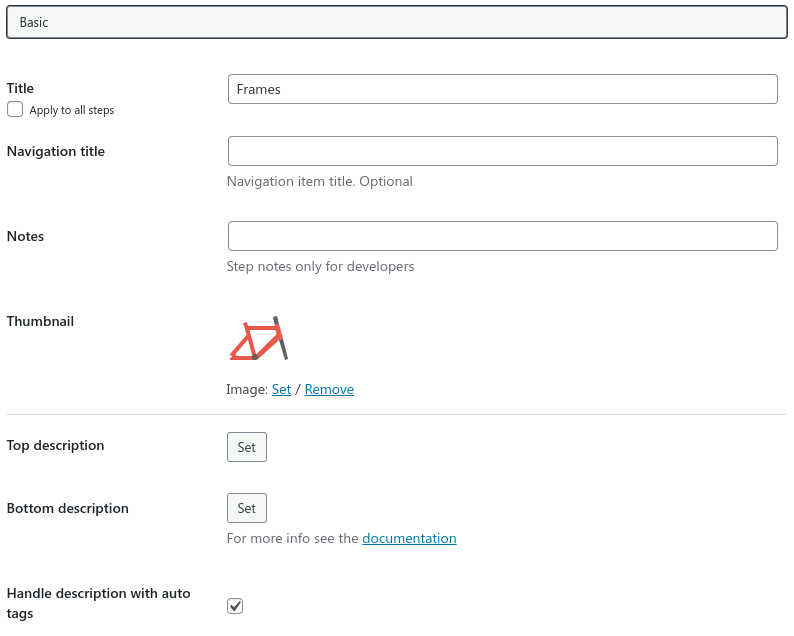 Basic
Title
Frames
Apply to all steps
Navigation title
Navigation item title. Optional
Notes
Step notes only for developers
Thumbnail
Image: Set / Remove
Top description
Set
Bottom description
Set
For more info see the documentation
Handle description with auto
tags